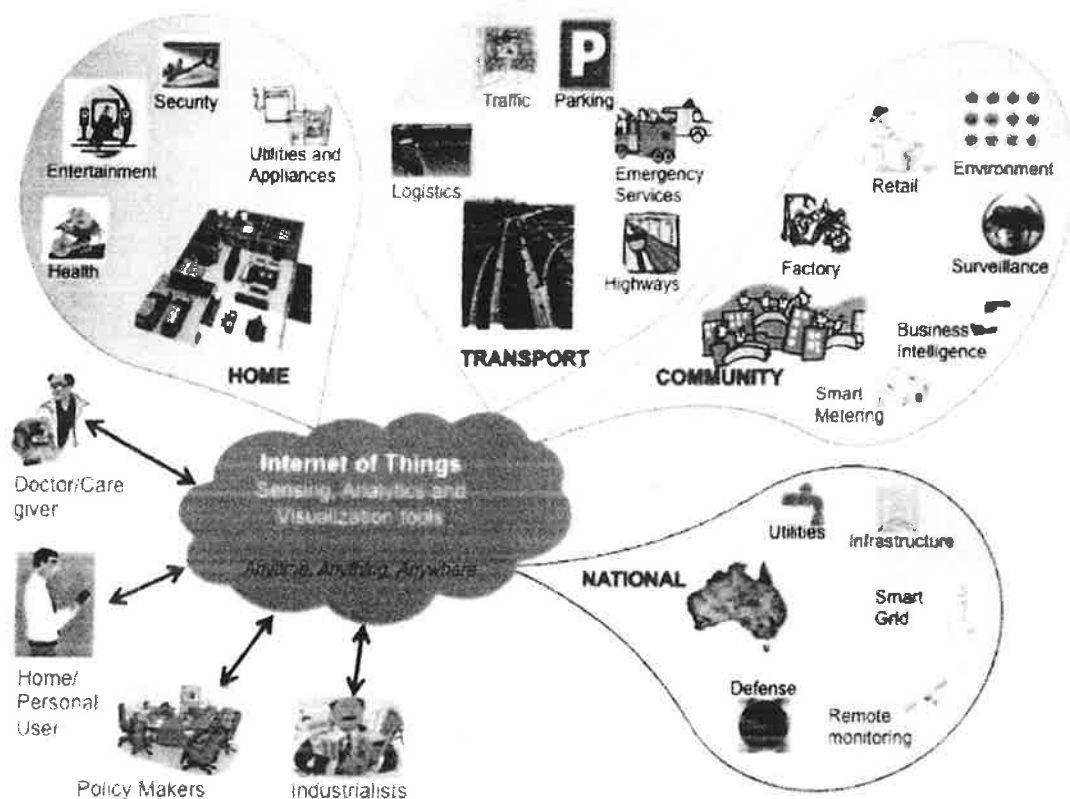 Security
Entertainment
Utilities and
Appliances
Health
HOME
P
Traffic
Parking
Logistics
Emergency
Services
Highways
TRANSPORT
Retail
Environment
Factory
Surveillance
Business
Intelligence
COMMUNITY
Smart
Metering
Internet of Things
Sensing, Analytics and
Visualization tools
Anytime, Anything, Anywhere
Doctor/Care
giver
Home/
Personal
User
Policy Makers
Industrialists
NATIONAL
Utilities
Infrastructure
Smart
Grid
Defense
Remote
monitoring